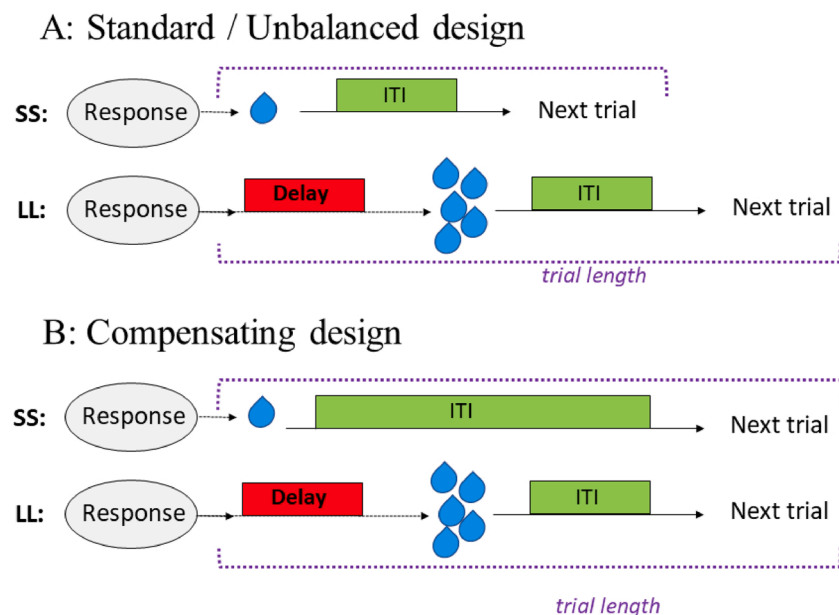 A: Standard / Unbalanced design
SS: Response ITI Next trial
LL: Response Delay ITI Next trial
trial length
B: Compensating design
SS: Response ITI Next trial
LL: Response Delay ITI Next trial
trial length